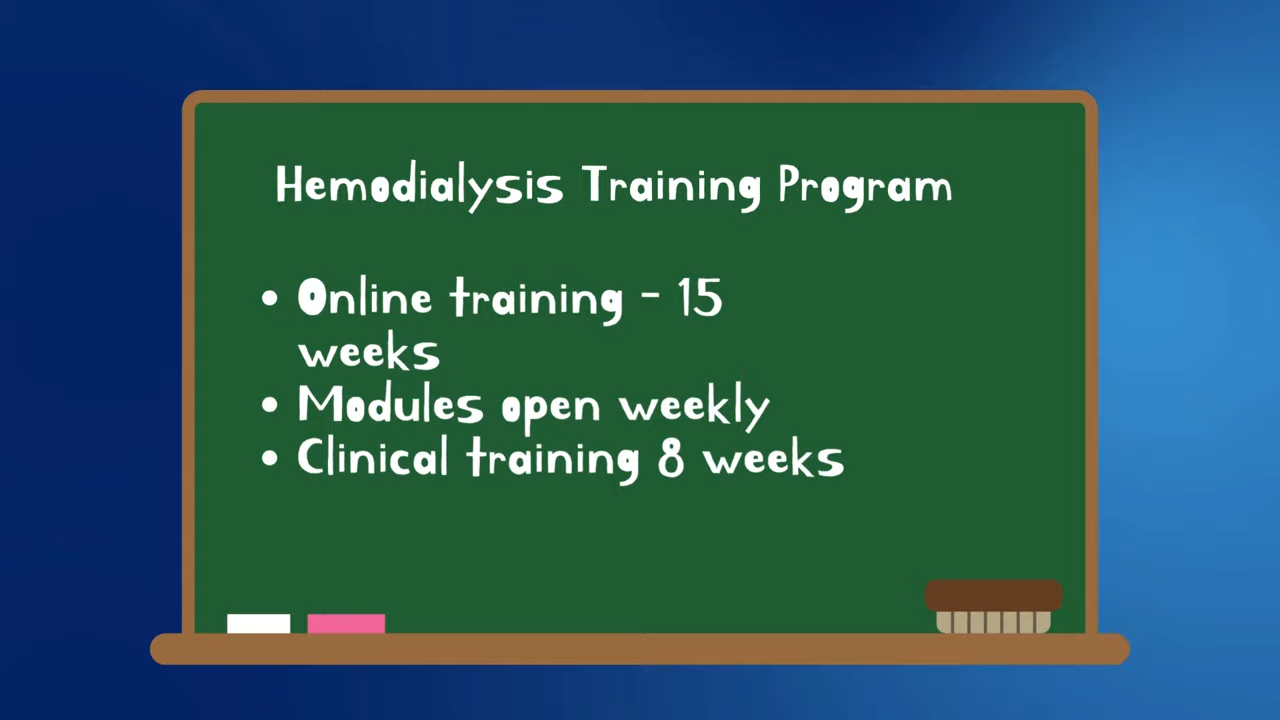 Hemodialysis Training Program
• Online training - 15
weeks
• Modules open weekly
• Clinical training 8 weeks